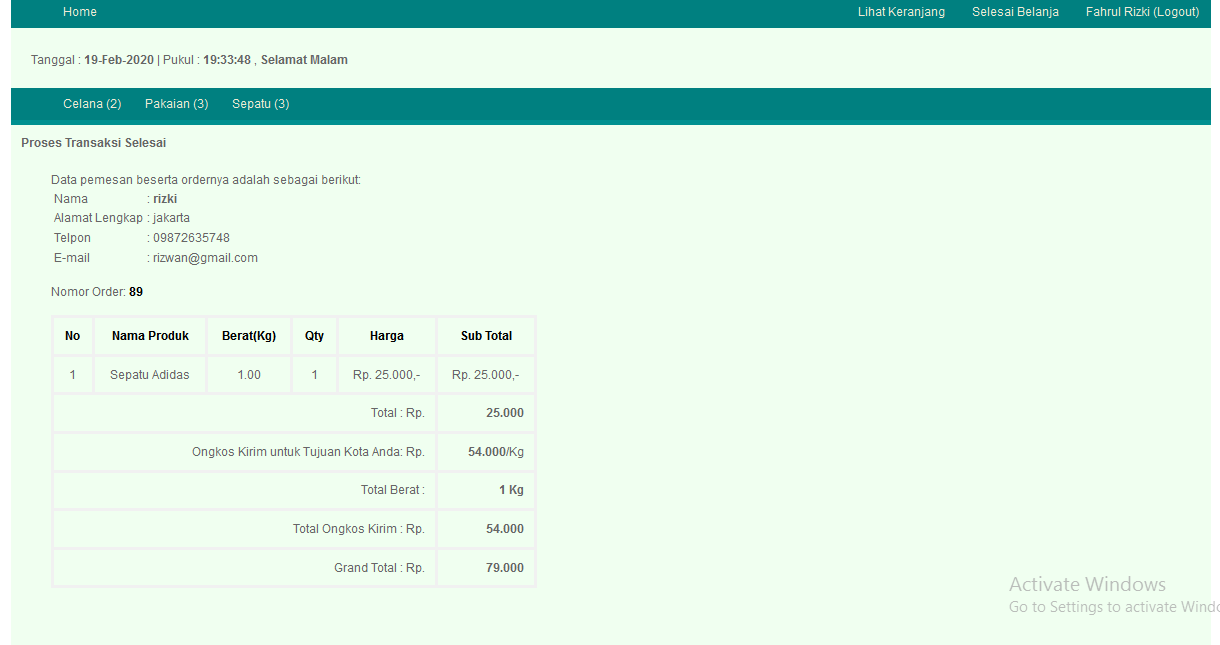 Home Lihat Keranjang Selesai Belanja Fahrul Rizki (Logout)
Tanggal : 19-Feb-2020 | Pukul : 19:33:48 , Selamat Malam
Celana (2) Pakaian (3) Sepatu (3)
Proses Transaksi Selesai
Data pemesan beserta ordernya adalah sebagai berikut:
Nama : rizki
Alamat Lengkap : jakarta
Telpon : 09872635748
E-mail : rizwan@gmail.com
Nomor Order: 89
No Nama Produk Berat(Kg) Qty Harga Sub Total
1 Sepatu Adidas 1.00 1 Rp. 25.000,- Rp. 25.000,-
Total : Rp. 25.000
Ongkos Kirim untuk Tujuan Kota Anda: Rp. 54.000/Kg
Total Berat : 1 Kg
Total Ongkos Kirim : Rp. 54.000
Grand Total : Rp. 79.000
Activate Windows
Go to Settings to activate